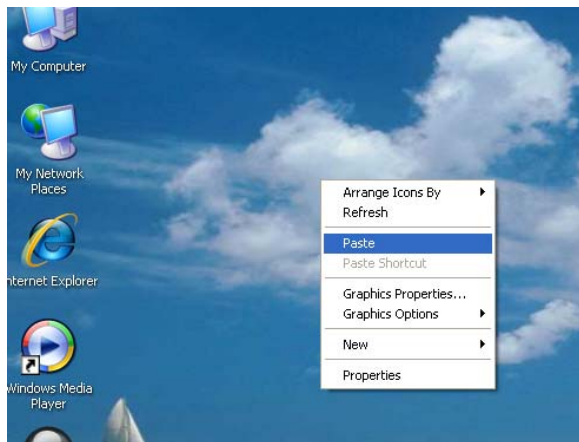 My Computer
My Network
Places
Internet Explorer
Windows Media
Player
Arrange Icons By
Refresh
Paste
Paste Shortcut
Graphics Properties...
Graphics Options
New
Properties